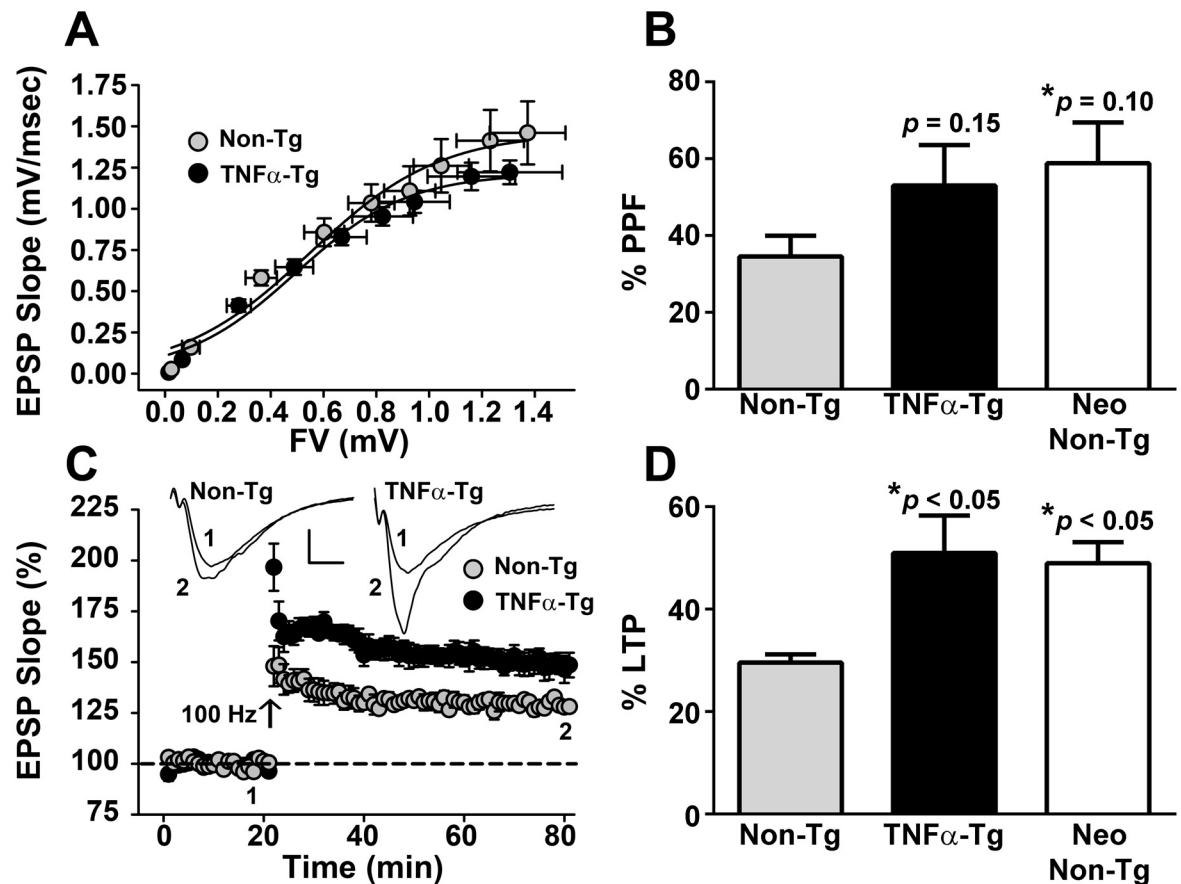 A
EPSP Slope (mV/msec)
1.75
1.50
1.25
1.00
0.75
0.50
0.25
0.00
Non-Tg
TNFα-Tg
0.0 0.2 0.4 0.6 0.8 1.0 1.2 1.4
FV (mV)
B
% PPF
80
60
40
20
0
p = 0.15
*p = 0.10
Non-Tg
TNFα-Tg
Neo
Non-Tg
C
EPSP Slope (%)
225
200
175
150
125
100
75
Non-Tg
1
2
TNFα-Tg
1
2
Non-Tg
TNFα-Tg
100 Hz
1
2
0 20 40 60 80
Time (min)
D
% LTP
60
40
20
0
*p < 0.05
*p < 0.05
Non-Tg
TNFα-Tg
Neo
Non-Tg